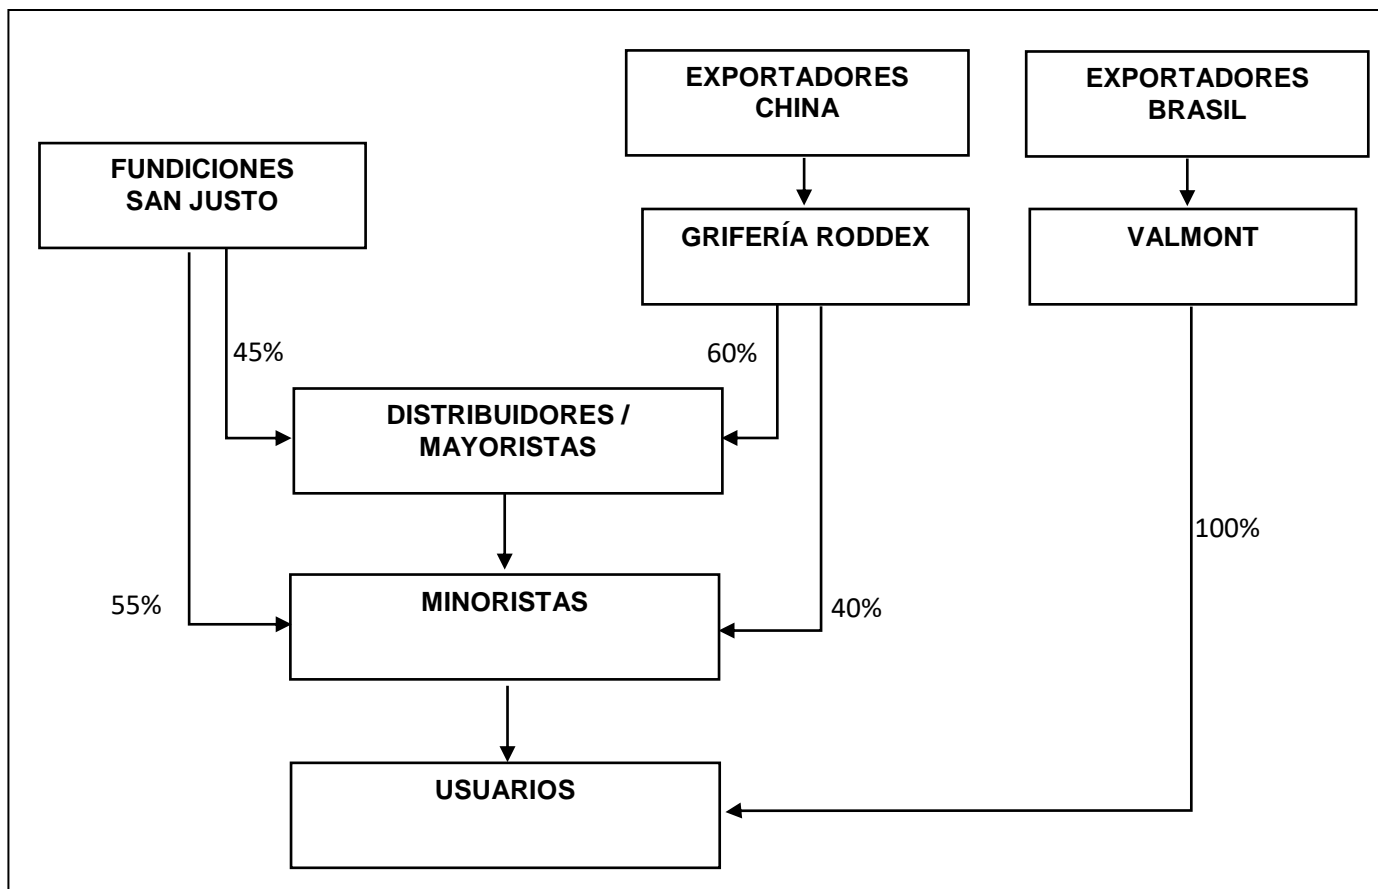 EXPORTADORES
CHINA
EXPORTADORES
BRASIL
FUNDICIONES
SAN JUSTO
GRIFERÍA RODDEX
VALMONT
45%
60%
DISTRIBUIDORES /
MAYORISTAS
100%
55%
MINORISTAS
40%
USUARIOS